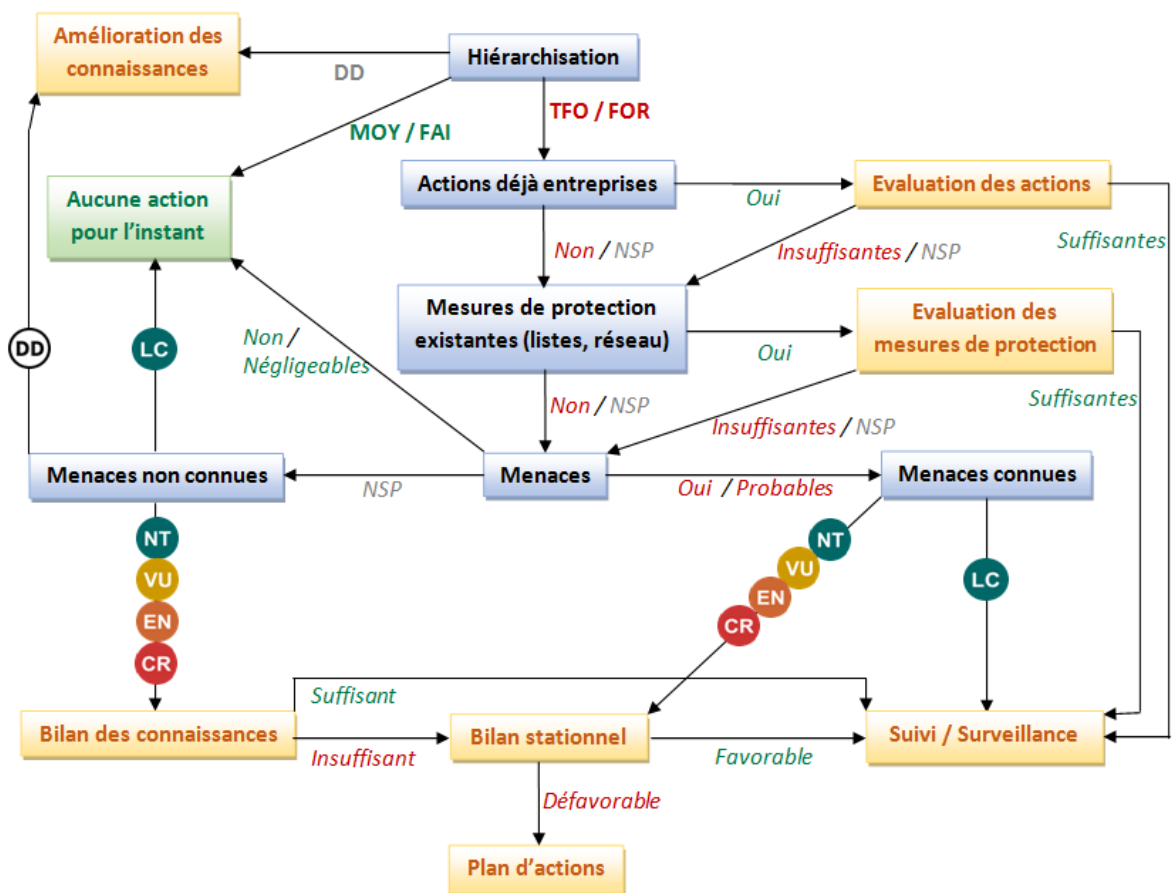 Amélioration des
connaissances
DD
Hiérarchisation
MOY / FAI
TFO / FOR
Aucune action
pour l'instant
Actions déjà entreprises
Oui
Evaluation des actions
Non / NSP
Insuffisantes / NSP
Suffisantes
Mesures de protection
existantes (listes, réseau)
Oui
Evaluation des
mesures de protection
DD
LC
Non /
Négligeables
Non / NSP
Insuffisantes / NSP
Suffisantes
Menaces non connues
NSP
Menaces
Oui / Probables
Menaces connues
NT
VU
EN
CR
NT
VU
EN
CR
LC
Suffisant
Bilan des connaissances
Insuffisant
Bilan stationnel
Favorable
Suivi / Surveillance
Défavorable
Plan d'actions